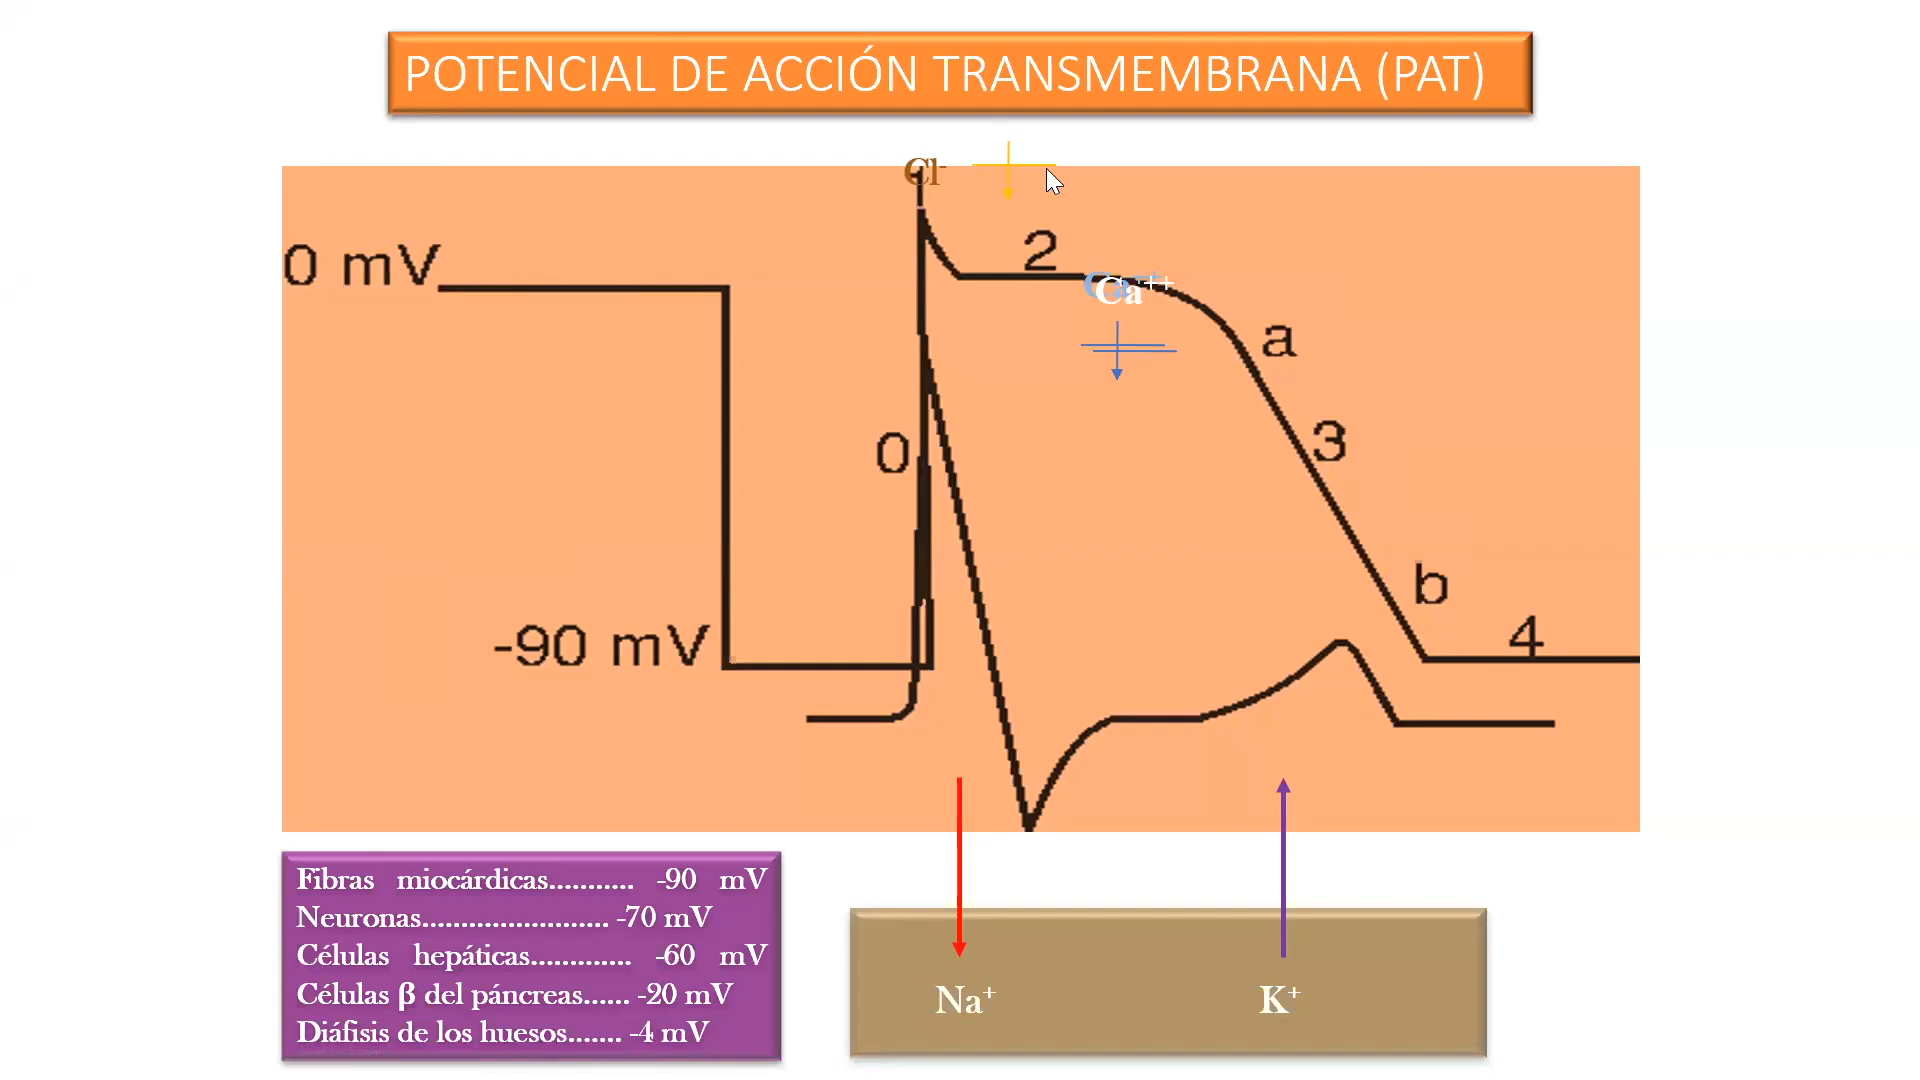 POTENCIAL DE ACCIÓN TRANSMEMBRANA (PAT)
Cl-
0 mV
2
Ca++
a
0
3
b
-90 mV
4
Fibras miocárdicas........... -90 mV
Neuronas........................ -70 mV
Células hepáticas............. -60 mV
Células β del páncreas...... -20 mV
Diáfisis de los huesos....... -4 mV
Na+
K+